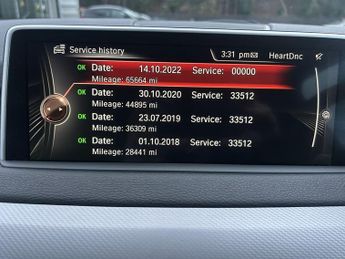 Service history
3:31 pm HeartDnc
OK Date: 14.10.2022 Service: 00000
Mileage: 65664 mi
OK Date: 30.10.2020 Service: 33512
Mileage: 44895 mi
OK Date: 23.07.2019 Service: 33512
Mileage: 36309 mi
OK Date: 01.10.2018 Service: 33512
Mileage: 28441 mi